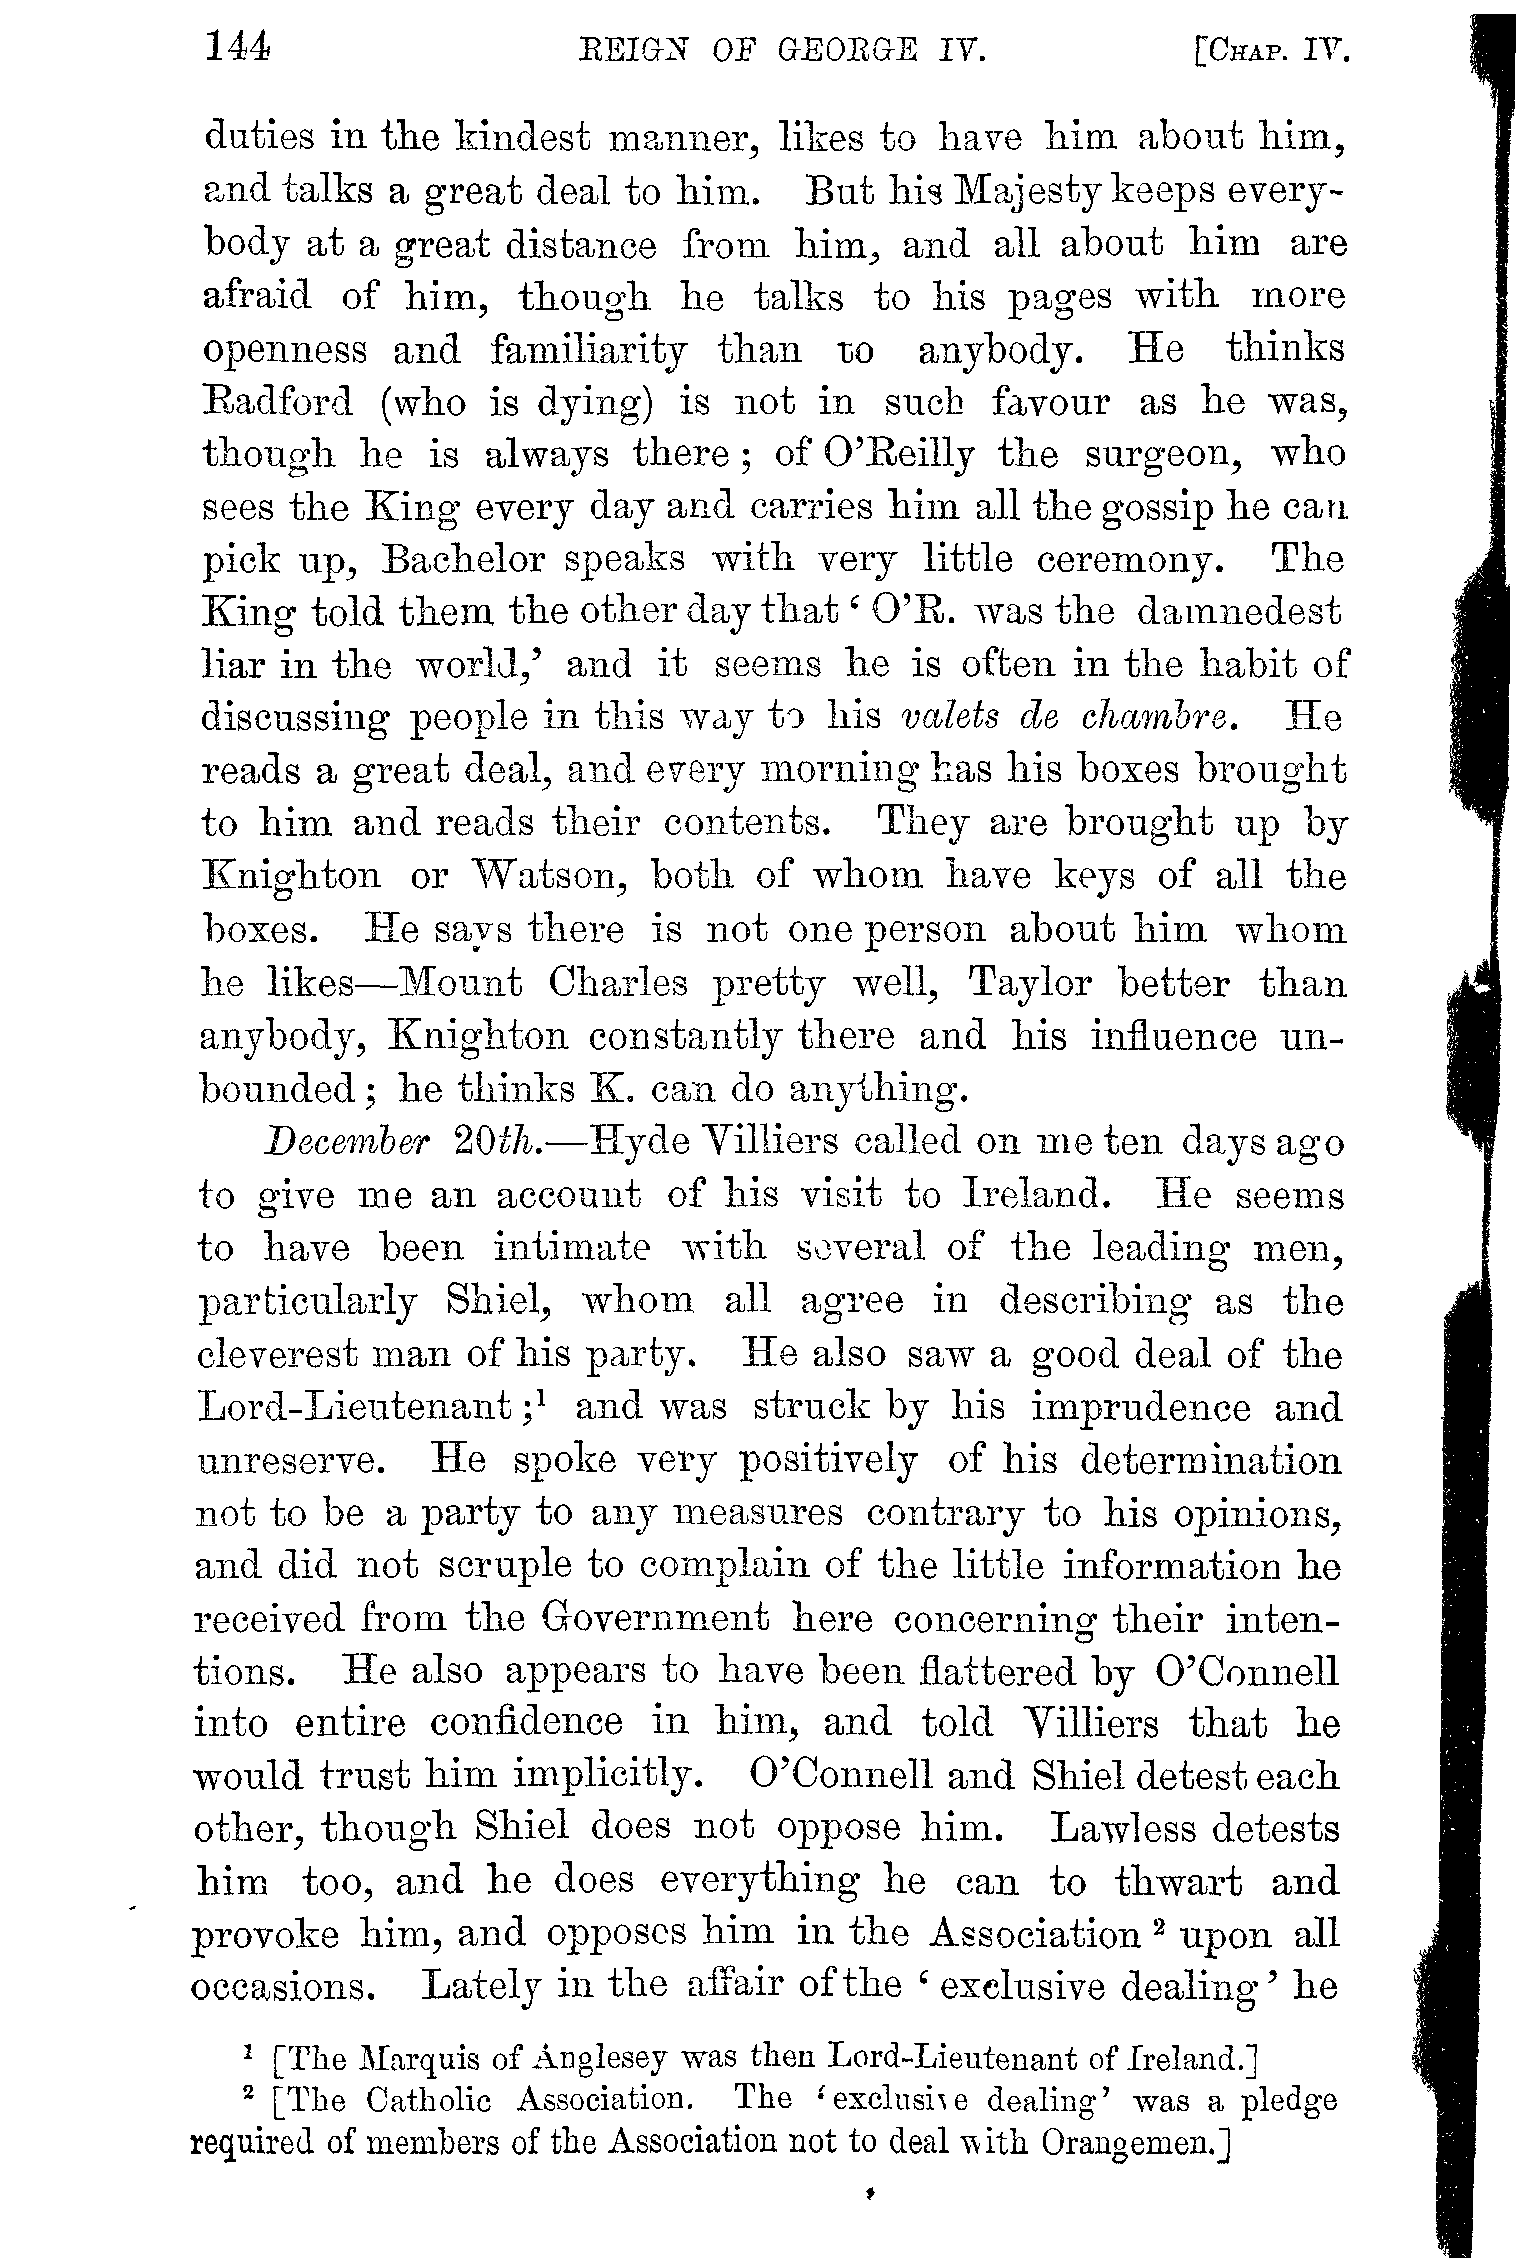 144 REIGN OF GEORGE IV. [CHAP. IV.
duties in the kindest manner, likes to have him about him,
and talks a great deal to him. But his Majesty keeps every-
body at a great distance from him, and all about him are
afraid of him, though he talks to his pages with more
openness and familiarity than to anybody. He thinks
Radford (who is dying) is not in such favour as he was,
though he is always there; of O'Reilly the surgeon, who
sees the King every day and carries him all the gossip he can
pick up, Bachelor speaks with very little ceremony. The
King told them the other day that ‘O'R. was the damnedest
liar in the world,’ and it seems he is often in the habit of
discussing people in this way to his valets de chambre. He
reads a great deal, and every morning has his boxes brought
to him and reads their contents. They are brought up by
Knighton or Watson, both of whom have keys of all the
boxes. He says there is not one person about him whom
he likes—Mount Charles pretty well, Taylor better than
anybody, Knighton constantly there and his influence un-
bounded; he thinks K. can do anything.
December 20th.—Hyde Villiers called on me ten days ago
to give me an account of his visit to Ireland. He seems
to have been intimate with several of the leading men,
particularly Shiel, whom all agree in describing as the
cleverest man of his party. He also saw a good deal of the
Lord-Lieutenant;¹ and was struck by his imprudence and
unreserve. He spoke very positively of his determination
not to be a party to any measures contrary to his opinions,
and did not scruple to complain of the little information he
received from the Government here concerning their inten-
tions. He also appears to have been flattered by O'Connell
into entire confidence in him, and told Villiers that he
would trust him implicitly. O'Connell and Shiel detest each
other, though Shiel does not oppose him. Lawless detests
him too, and he does everything he can to thwart and
provoke him, and opposes him in the Association ² upon all
occasions. Lately in the affair of the ‘exclusive dealing’ he
¹ [The Marquis of Anglesey was then Lord-Lieutenant of Ireland.]
² [The Catholic Association. The ‘exclusive dealing’ was a pledge
required of members of the Association not to deal with Orangemen.]